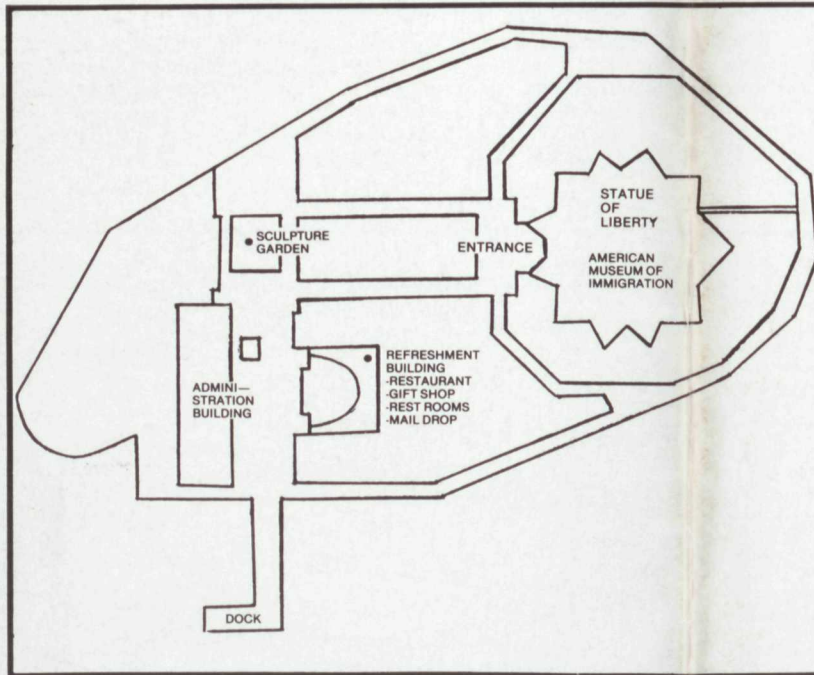 STATUE
OF
LIBERTY
SCULPTURE
GARDEN
ENTRANCE
AMERICAN
MUSEUM OF
IMMIGRATION
REFRESHMENT
BUILDING
-RESTAURANT
-GIFT SHOP
-REST ROOMS
-MAIL DROP
ADMINI—
STRATION
BUILDING
DOCK